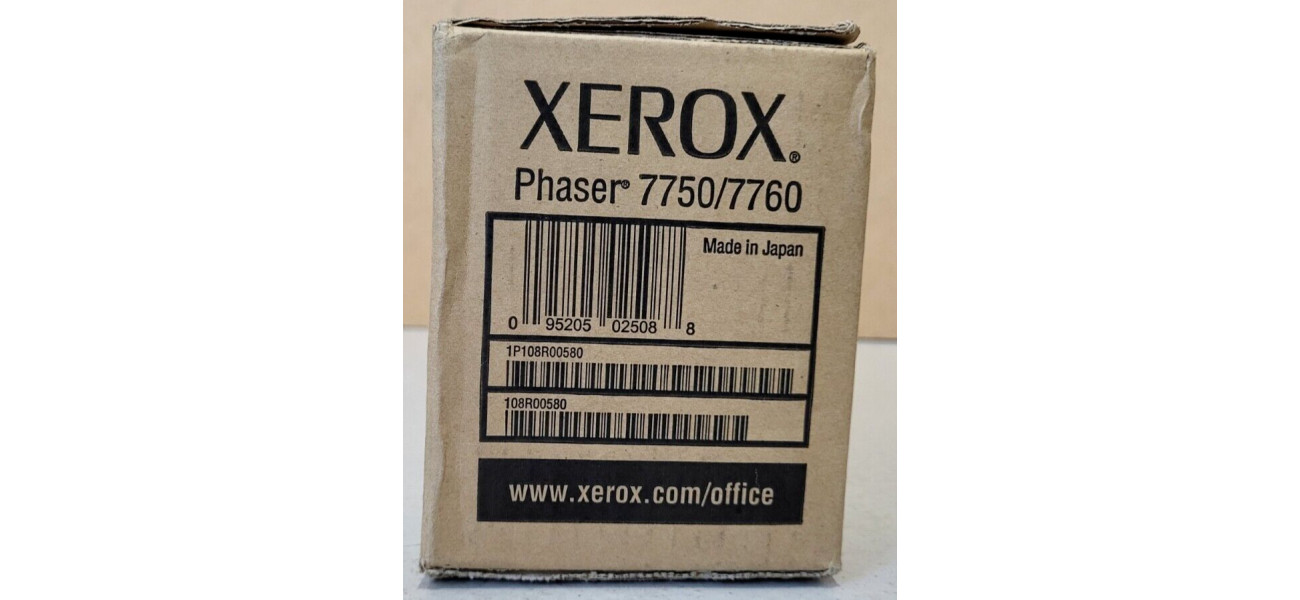 XEROX®
Phaser® 7750/7760
Made in Japan
0 95205 02508 8
1P108R00580
108R00580
www.xerox.com/office